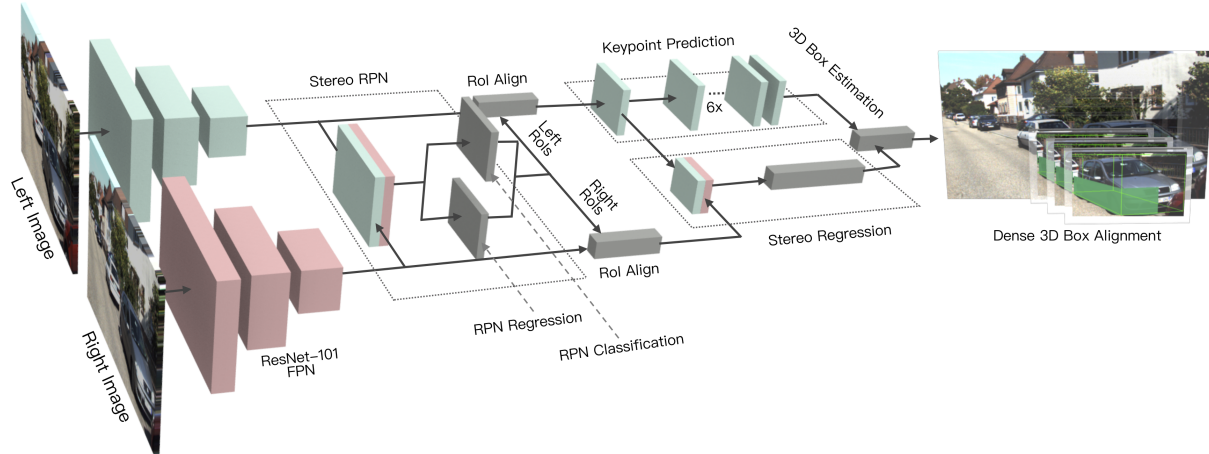 Left Image
Right Image
ResNet-101
FPN
Stereo RPN
RoI Align
Left
RoIs
Right
RoIs
RoI Align
RPN Regression
RPN Classification
Keypoint Prediction
6x
3D Box Estimation
Stereo Regression
Dense 3D Box Alignment